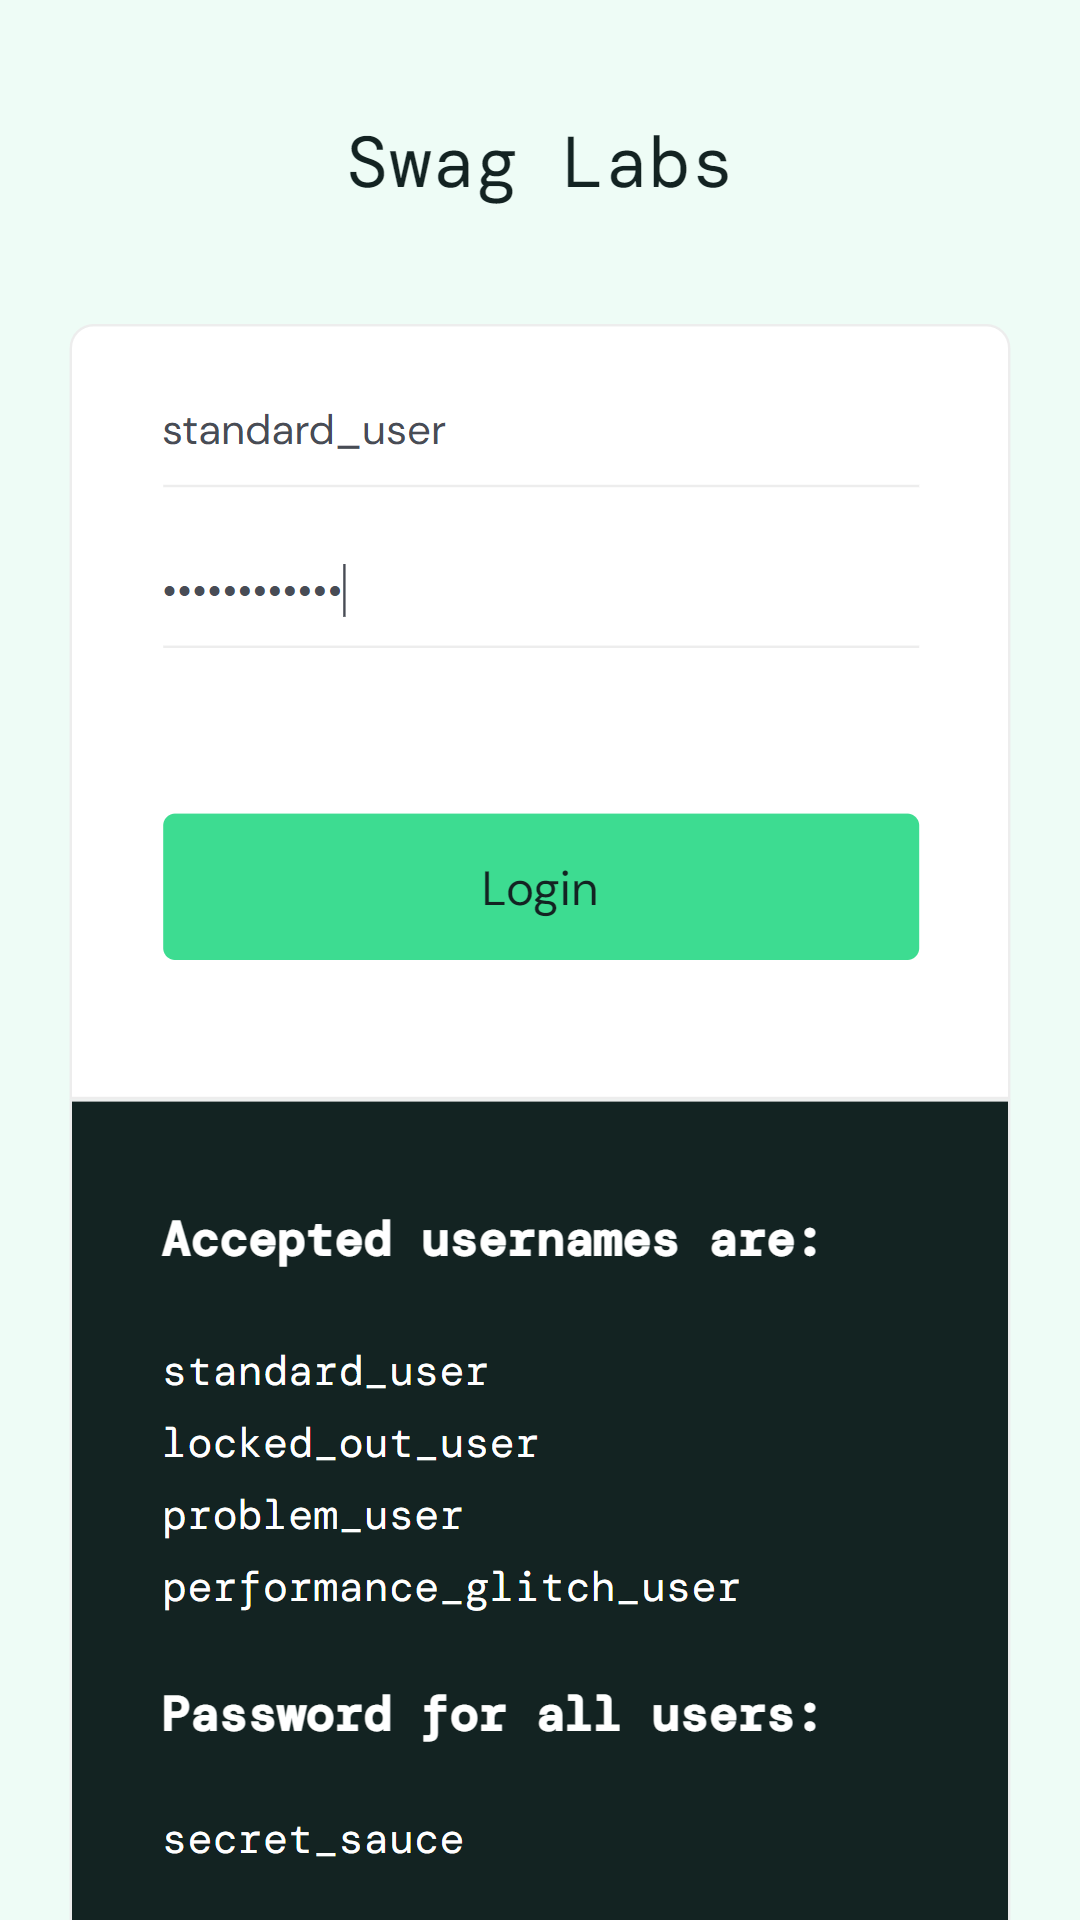 Swag Labs
standard_user
••••••••••••
Login
Accepted usernames are:
standard_user
locked_out_user
problem_user
performance_glitch_user
Password for all users:
secret_sauce